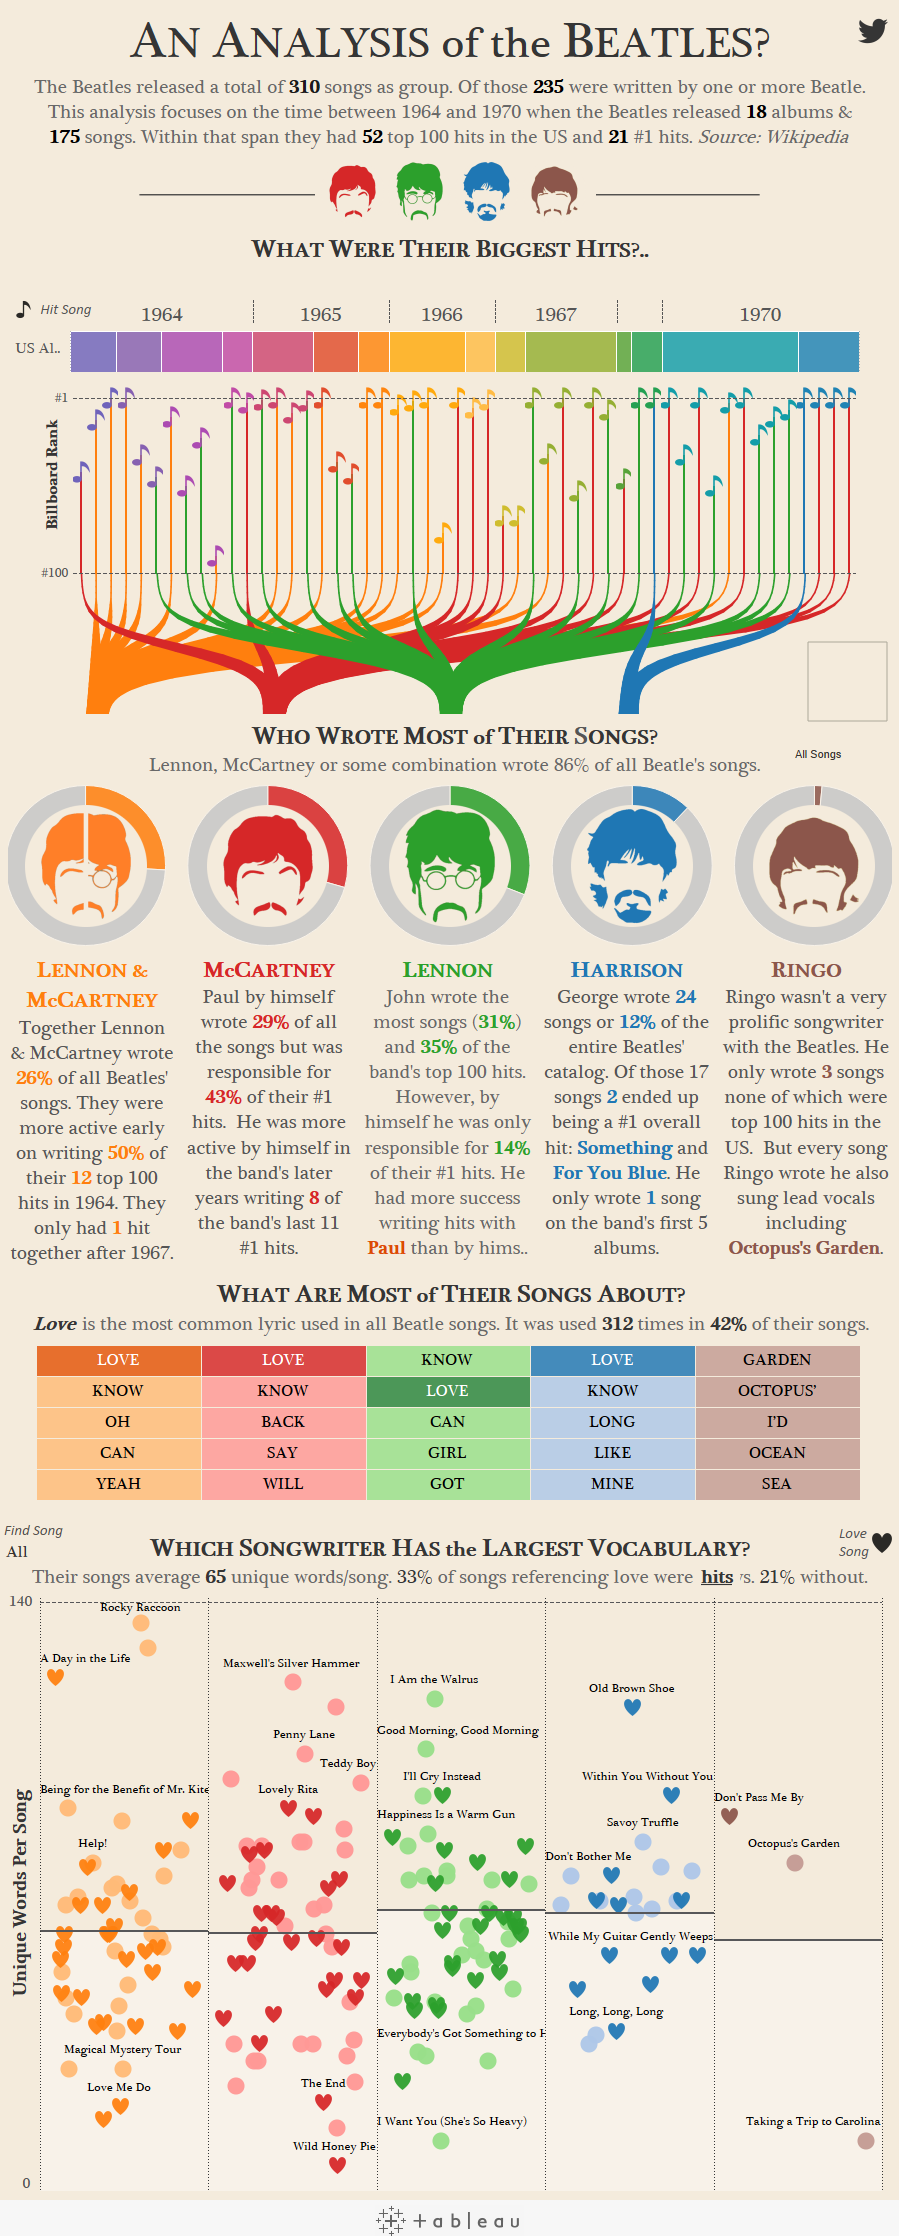 AN ANALYSIS of the BEATLES?
The Beatles released a total of 310 songs as group. Of those 235 were written by one or more Beatle.
This analysis focuses on the time between 1964 and 1970 when the Beatles released 18 albums &
175 songs. Within that span they had 52 top 100 hits in the US and 21 #1 hits. Source: Wikipedia
WHAT WERE THEIR BIGGEST HITS?..
Hit Song
1964 1965 1966 1967 1970
US Al..
#1
Billboard Rank
#100
WHO WROTE MOST of THEIR SONGS?
All Songs
Lennon, McCartney or some combination wrote 86% of all Beatle's songs.
LENNON &
McCARTNEY
Together Lennon
& McCartney wrote
26% of all Beatles'
songs. They were
more active early
on writing 50% of
their 12 top 100
hits in 1964. They
only had 1 hit
together after 1967.
McCARTNEY
Paul by himself
wrote 29% of all
the songs but was
responsible for
43% of their #1
hits. He was more
active by himself in
the band's later
years writing 8 of
the band's last 11
#1 hits.
LENNON
John wrote the
most songs (31%)
and 35% of the
band's top 100 hits.
However, by
himself he was only
responsible for 14%
of their #1 hits. He
had more success
writing hits with
Paul than by hims..
HARRISON
George wrote 24
songs or 12% of the
entire Beatles'
catalog. Of those 17
songs 2 ended up
being a #1 overall
hit: Something and
For You Blue. He
only wrote 1 song
on the band's first 5
albums.
RINGO
Ringo wasn't a very
prolific songwriter
with the Beatles. He
only wrote 3 songs
none of which were
top 100 hits in the
US. But every song
Ringo wrote he also
sung lead vocals
including
Octopus's Garden.
WHAT ARE MOST of THEIR SONGS ABOUT?
Love is the most common lyric used in all Beatle songs. It was used 312 times in 42% of their songs.
LOVE LOVE KNOW LOVE GARDEN
KNOW KNOW LOVE KNOW OCTOPUS'
OH BACK CAN LONG I'D
CAN SAY GIRL LIKE OCEAN
YEAH WILL GOT MINE SEA
Find Song
All
WHICH SONGWRITER HAS the LARGEST VOCABULARY?
Love
Song
Their songs average 65 unique words/song. 33% of songs referencing love were hits 's. 21% without.
140
Unique Words Per Song
0
Rocky Raccoon
A Day in the Life
Being for the Benefit of Mr. Kite
Help!
Magical Mystery Tour
Love Me Do
Maxwell's Silver Hammer
Penny Lane
Teddy Boy
Lovely Rita
The End
Wild Honey Pie
I Am the Walrus
Good Morning, Good Morning
I'll Cry Instead
Happiness Is a Warm Gun
Everybody's Got Something to H
I Want You (She's So Heavy)
Old Brown Shoe
Within You Without You
Savoy Truffle
Don't Bother Me
While My Guitar Gently Weeps
Long, Long, Long
Don't Pass Me By
Octopus's Garden
Taking a Trip to Carolina
+ a b l e a u